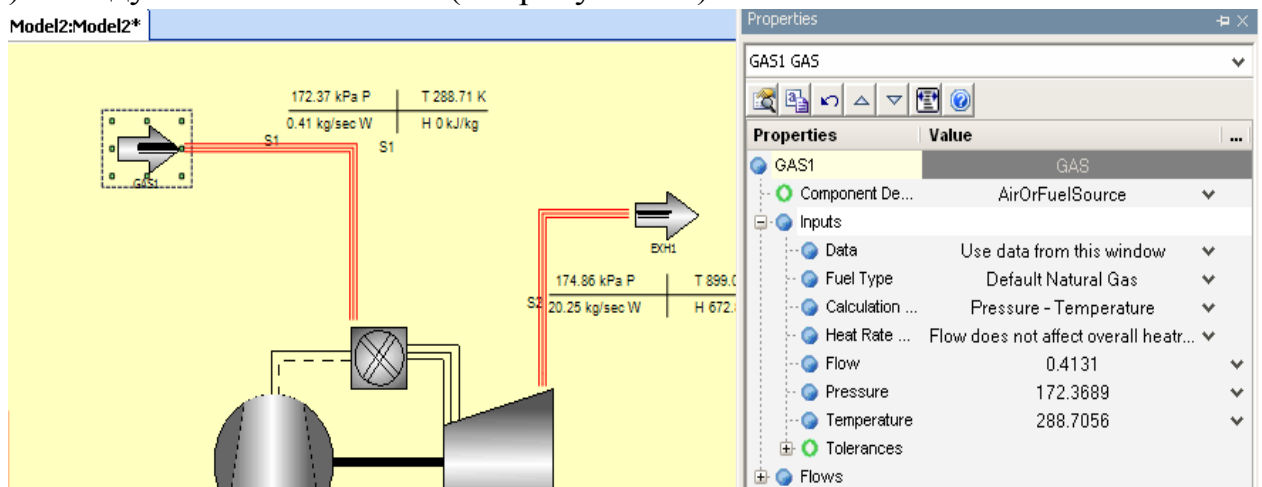 Model2:Model2*
172.37 kPa P
T 288.71 K
0.41 kg/sec W
H 0 kJ/kg
S1
S1
GAS1
EXH1
174.86 kPa P
T 899.0
S2
20.25 kg/sec W
H 672.
Properties
GAS1 GAS
Properties Value ...
GAS1 GAS
Component De... AirOrFuelSource
Inputs
Data Use data from this window
Fuel Type Default Natural Gas
Calculation ... Pressure - Temperature
Heat Rate ... Flow does not affect overall heatr...
Flow 0.4131
Pressure 172.3689
Temperature 288.7056
Tolerances
Flows